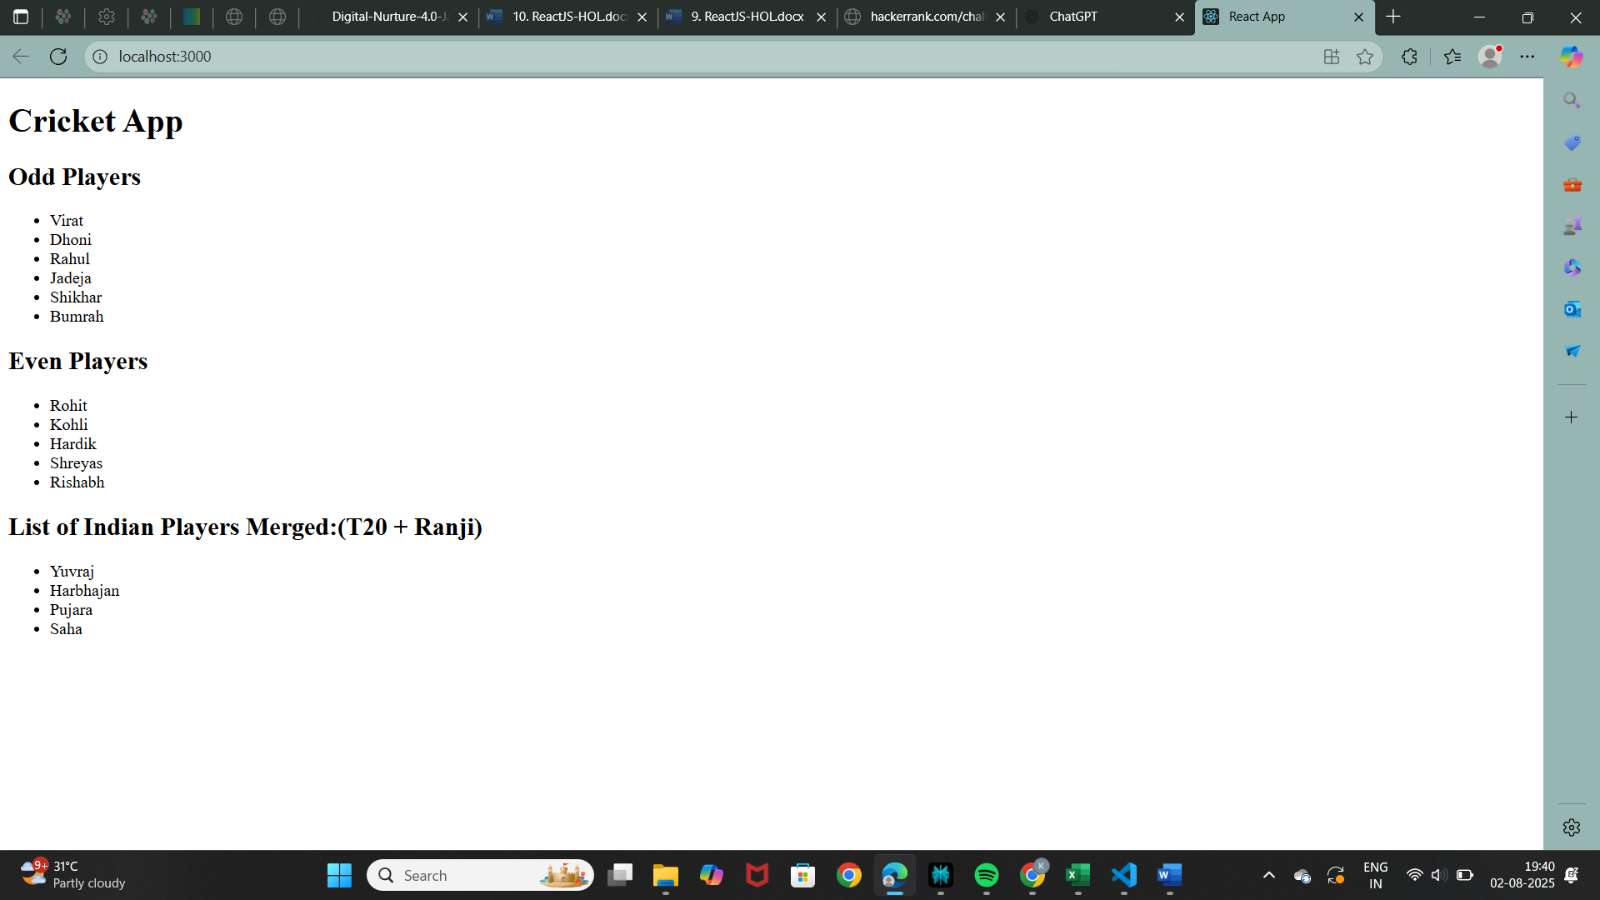 Digital-Nurture-4.0-J
10. ReactJS-HOL.doc
9. ReactJS-HOL.docx
hackerrank.com/chal
ChatGPT
React App
localhost:3000
Cricket App
Odd Players
Virat
Dhoni
Rahul
Jadeja
Shikhar
Bumrah
Even Players
Rohit
Kohli
Hardik
Shreyas
Rishabh
List of Indian Players Merged:(T20 + Ranji)
Yuvraj
Harbhajan
Pujara
Saha
9+
31°C
Partly cloudy
Search
K
ENG
IN
19:40
02-08-2025